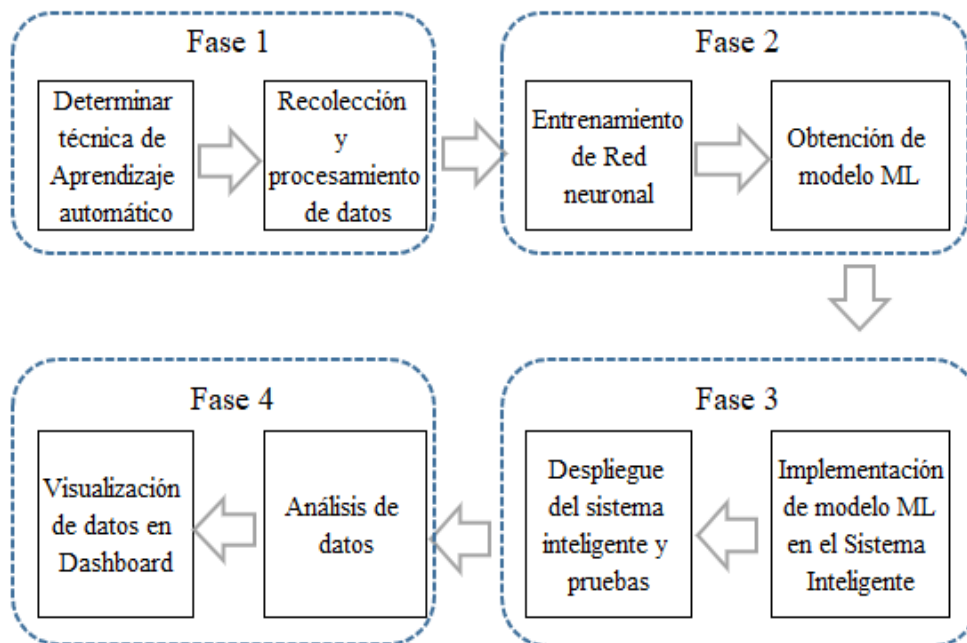 Fase 1
Determinar
técnica de
Aprendizaje
automático
Recolección
y
procesamiento
de datos
Fase 2
Entrenamiento
de Red
neuronal
Obtención de
modelo ML
Fase 3
Implementación
de modelo ML
en el Sistema
Inteligente
Despliegue
del sistema
inteligente y
pruebas
Fase 4
Análisis de
datos
Visualización
de datos en
Dashboard